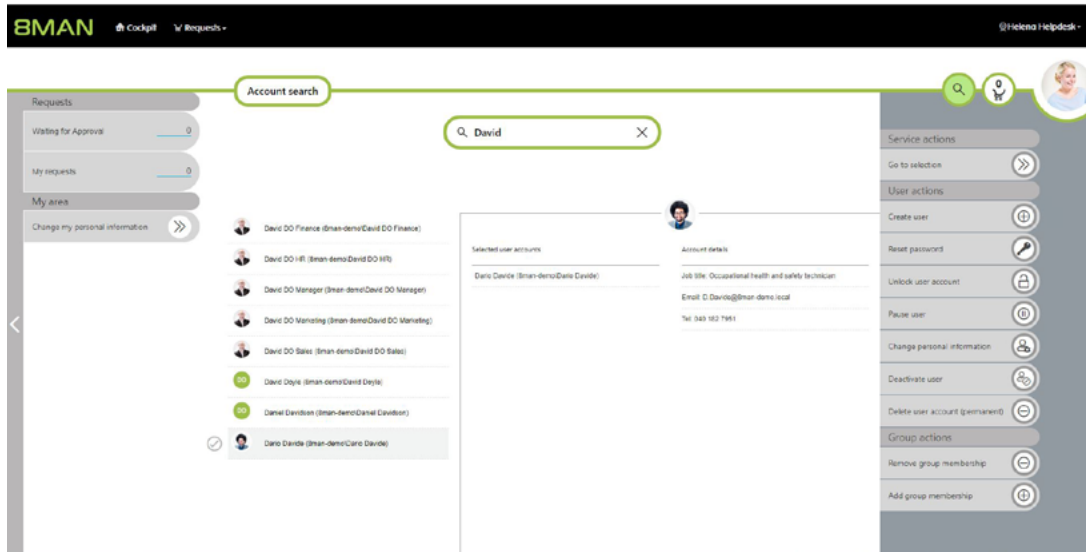 8MAN
Cockpit
Requests
Helena Helpdesk
Account search
0
Requests
Waiting for Approval 0
My requests 0
My area
Change my personal information
David
David DO Finance (8man-demo\David DO Finance)
David DO HR (8man-demo\David DO HR)
David DO Manager (8man-demo\David DO Manager)
David DO Marketing (8man-demo\David DO Marketing)
David DO Sales (8man-demo\David DO Sales)
DO David Doyle (8man-demo\David Doyle)
DO Daniel Davidson (8man-demo\Daniel Davidson)
Dario Davide (8man-demo\Dario Davide)
Selected user accounts
Dario Davide (8man-demo\Dario Davide)
Account details
Job title: Occupational health and safety technician
Email: D.Davide@8man-demo.local
Tel: 040 182 7951
Service actions
Go to selection
User actions
Create user
Reset password
Unlock user account
Pause user
Change personal information
Deactivate user
Delete user account (permanent)
Group actions
Remove group membership
Add group membership